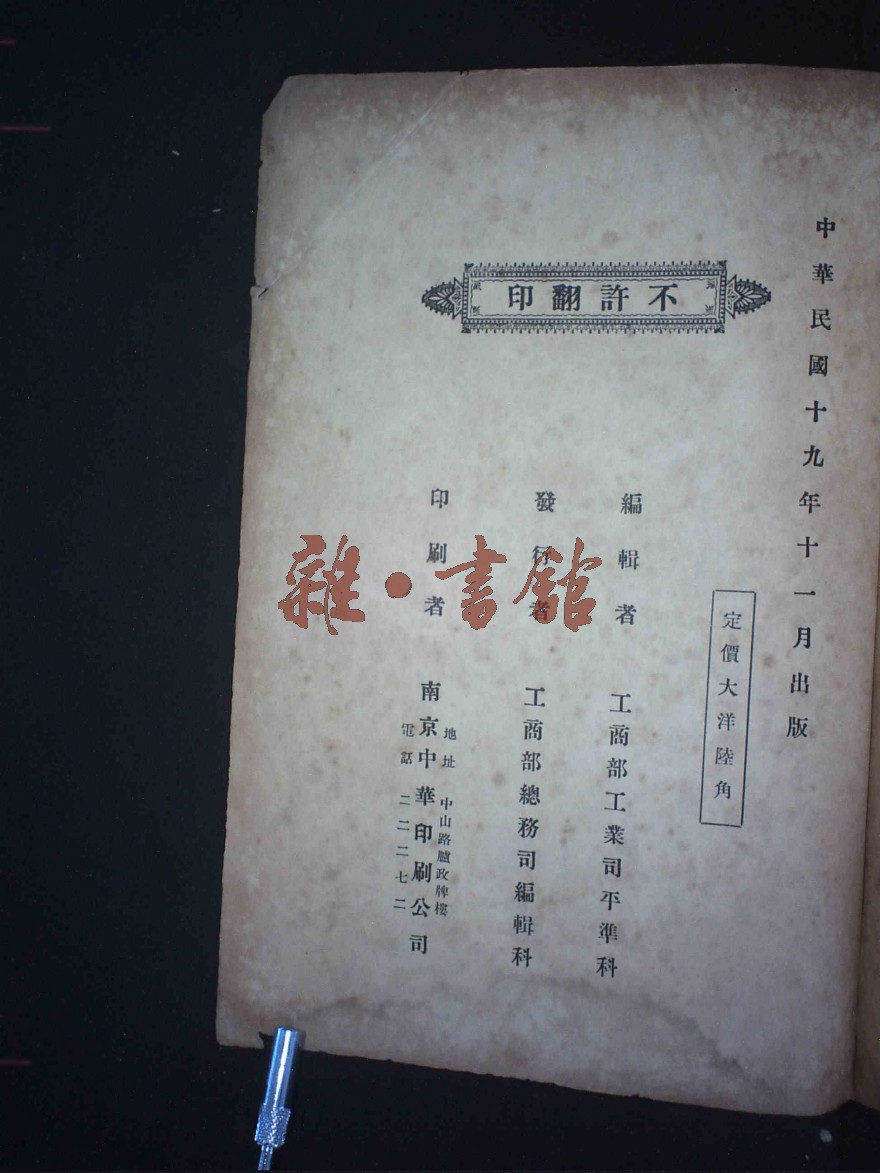 中華民國十九年十一月出版
定價大洋陸角
不許翻印
編輯者 工商部工業司平準科
發行者 工商部總務司編輯科
印刷者 南京中華印刷公司
地址 中山路臚政牌樓
電話 二二二七二
雜·書館